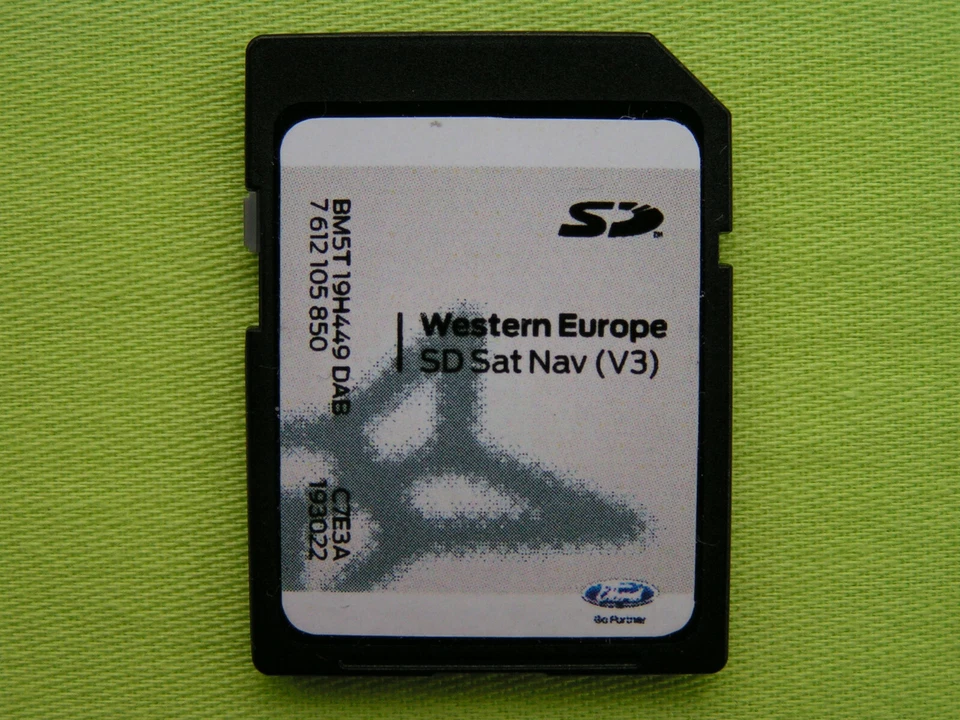 SD
TM
Western Europe
SD Sat Nav (V3)
BM5T 19H449 DAB
7 612 105 850
C7E3A
193022
Ford
Go Further